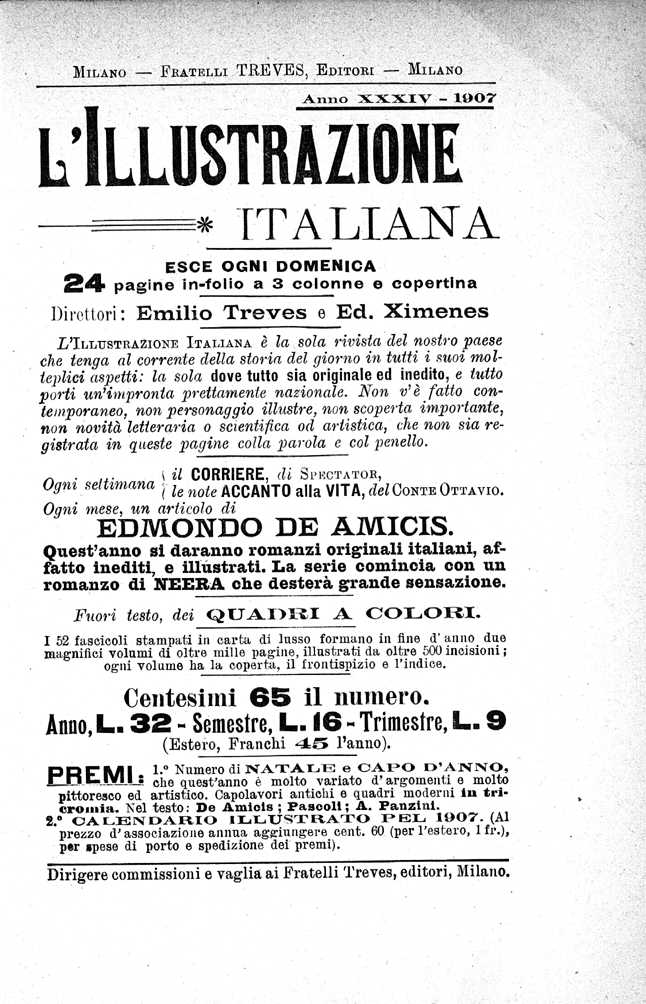 MILANO — FRATELLI TREVES, EDITORI — MILANO
Anno XXXIV - 1907
L'ILLUSTRAZIONE
ITALIANA
ESCE OGNI DOMENICA
24 pagine in-folio a 3 colonne e copertina
Direttori: Emilio Treves e Ed. Ximenes
L'ILLUSTRAZIONE ITALIANA è la sola rivista del nostro paese
che tenga al corrente della storia del giorno in tutti i suoi mol-
teplici aspetti: la sola dove tutto sia originale ed inedito, e tutto
porti un'impronta prettamente nazionale. Non v'è fatto con-
temporaneo, non personaggio illustre, non scoperta importante,
non novità letteraria o scientifica od artistica, che non sia re-
gistrata in queste pagine colla parola e col penello.
Ogni settimana { il CORRIERE, di SPECTATOR,
le note ACCANTO alla VITA, del CONTE OTTAVIO.
Ogni mese, un articolo di
EDMONDO DE AMICIS.
Quest'anno si daranno romanzi originali italiani, af-
fatto inediti, e illustrati. La serie comincia con un
romanzo di NEERA che desterà grande sensazione.
Fuori testo, dei QUADRI A COLORI.
I 52 fascicoli stampati in carta di lusso formano in fine d'anno due
magnifici volumi di oltre mille pagine, illustrati da oltre 500 incisioni;
ogni volume ha la coperta, il frontispizio e l'indice.
Centesimi 65 il numero.
Anno, L. 32 - Semestre, L. 16 - Trimestre, L. 9
(Estero, Franchi 45 l'anno).
PREMI: 1.º Numero di NATALE e CAPO D'ANNO,
che quest'anno è molto variato d'argomenti e molto
pittoresco ed artistico. Capolavori antichi e quadri moderni in tri-
cromia. Nel testo: De Amicis; Pascoli; A. Panzini.
2.º CALENDARIO ILLUSTRATO PEL 1907. (Al
prezzo d'associazione annua aggiungere cent. 60 (per l'estero, 1 fr.),
per spese di porto e spedizione dei premi).
Dirigere commissioni e vaglia ai Fratelli Treves, editori, Milano.